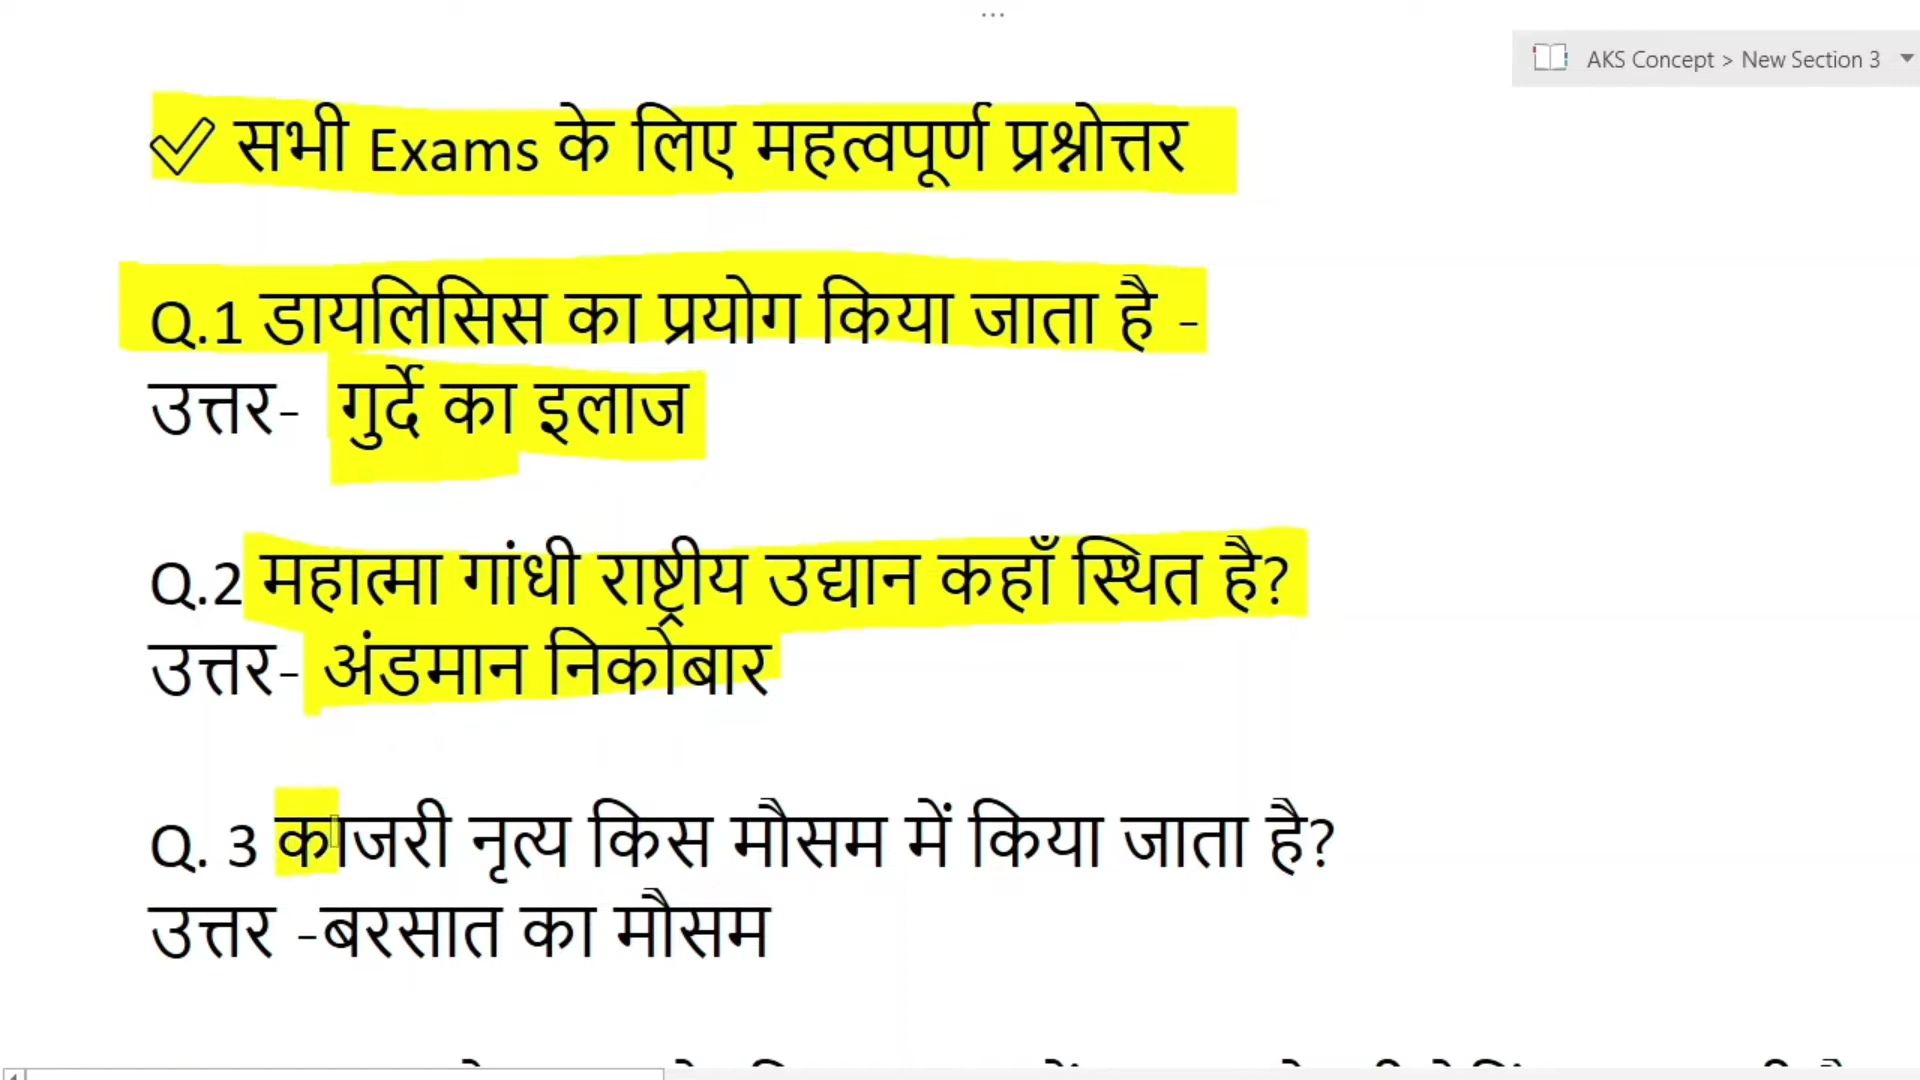 AKS Concept > New Section 3
✓ सभी Exams के लिए महत्वपूर्ण प्रश्नोत्तर
Q.1 डायलिसिस का प्रयोग किया जाता है -
उत्तर- गुर्दे का इलाज
Q.2 महात्मा गांधी राष्ट्रीय उद्यान कहाँ स्थित है?
उत्तर- अंडमान निकोबार
Q. 3 काजरी नृत्य किस मौसम में किया जाता है?
उत्तर -बरसात का मौसम